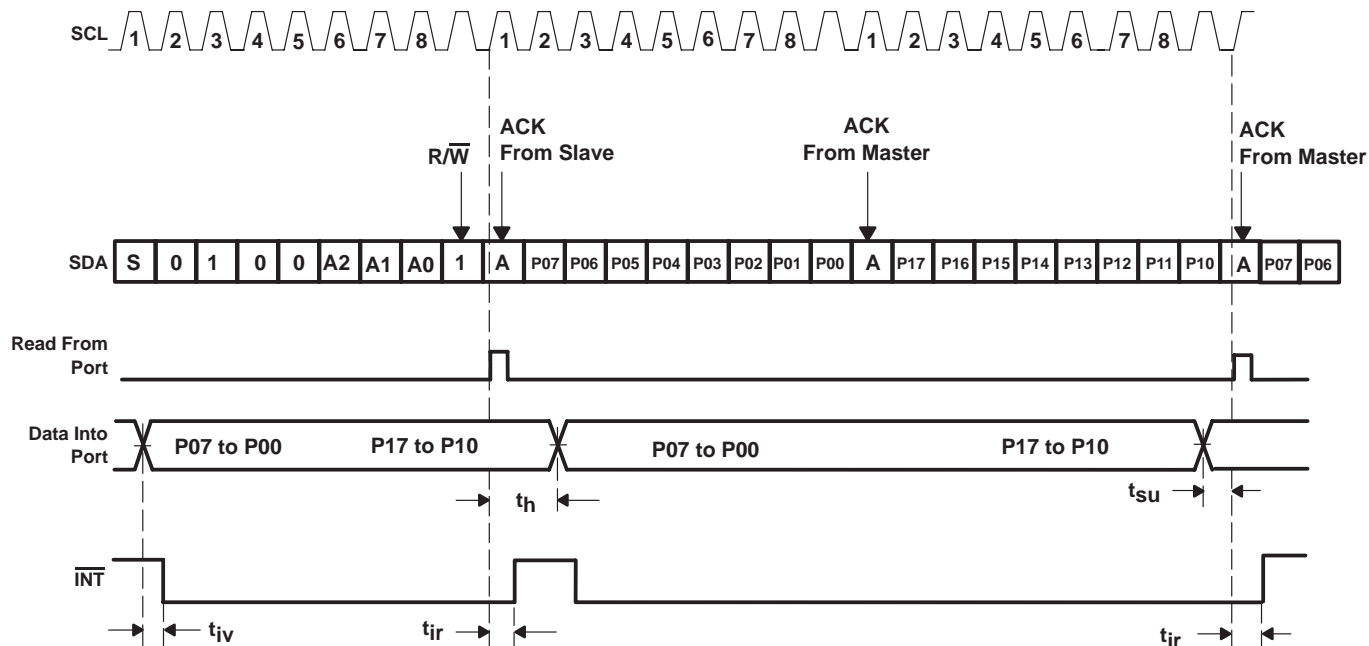 SCL 1 2 3 4 5 6 7 8 1 2 3 4 5 6 7 8 1 2 3 4 5 6 7 8
ACK
From Slave
ACK
From Master
ACK
From Master
R/W̅
SDA S 0 1 0 0 A2 A1 A0 1 A P07 P06 P05 P04 P03 P02 P01 P00 A P17 P16 P15 P14 P13 P12 P11 P10 A P07 P06
Read From
Port
Data Into
Port
P07 to P00 P17 to P10 P07 to P00 P17 to P10
th tsu
I̅N̅T̅
tiv tir tir